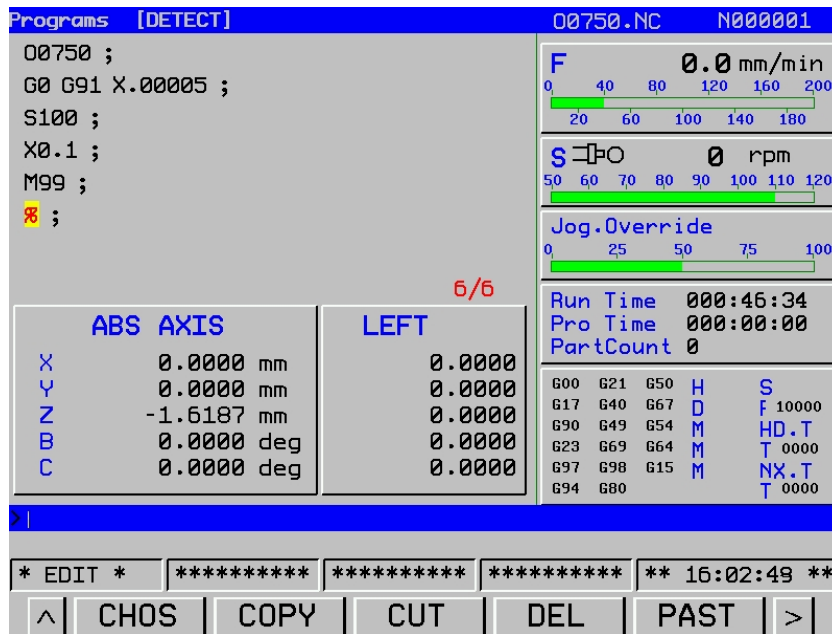 Programs [DETECT] O0750.NC N000001
O0750 ;
G0 G91 X.00005 ;
S100 ;
X0.1 ;
M99 ;
% ;
6/6
F 0.0 mm/min
0 40 80 120 160 200
20 60 100 140 180
S 0 rpm
50 60 70 80 90 100 110 120
Jog.Override
0 25 50 75 100
Run Time 000:46:34
Pro Time 000:00:00
PartCount 0
ABS AXIS LEFT
X 0.0000 mm 0.0000
Y 0.0000 mm 0.0000
Z -1.6187 mm 0.0000
B 0.0000 deg 0.0000
C 0.0000 deg 0.0000
G00 G21 G50 H S
G17 G40 G67 D F 10000
G90 G49 G54 M HD.T
G23 G69 G64 M T 0000
G97 G98 G15 M NX.T
G94 G80 T 0000
>|
* EDIT * ********** ********** ********** ** 16:02:49 **
^ CHOS COPY CUT DEL PAST >